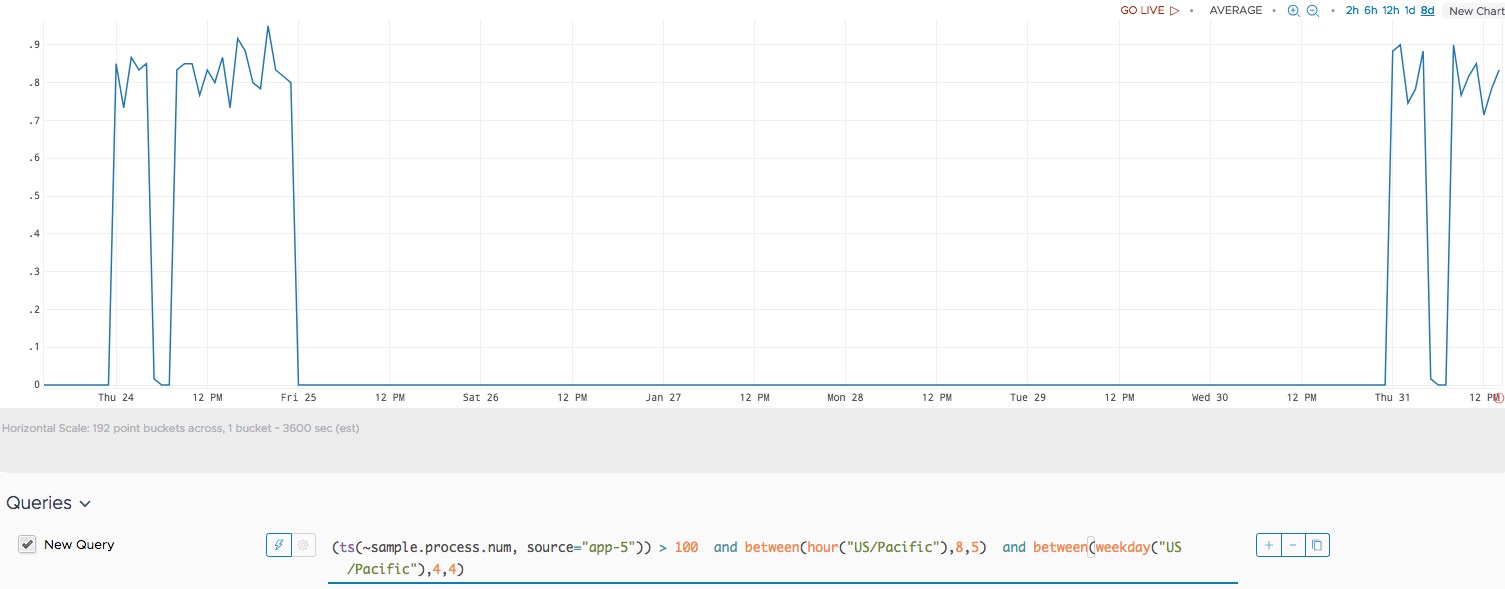 GO LIVE ▷ • AVERAGE • • 2h 6h 12h 1d 8d New Chart
.9
.8
.7
.6
.5
.4
.3
.2
.1
0
Thu 24 12 PM Fri 25 12 PM Sat 26 12 PM Jan 27 12 PM Mon 28 12 PM Tue 29 12 PM Wed 30 12 PM Thu 31 12 PM
Horizontal Scale: 192 point buckets across, 1 bucket ~ 3600 sec (est)
Queries
New Query
(ts(~sample.process.num, source="app-5")) > 100 and between(hour("US/Pacific"),8,5) and between(weekday("US
/Pacific"),4,4)